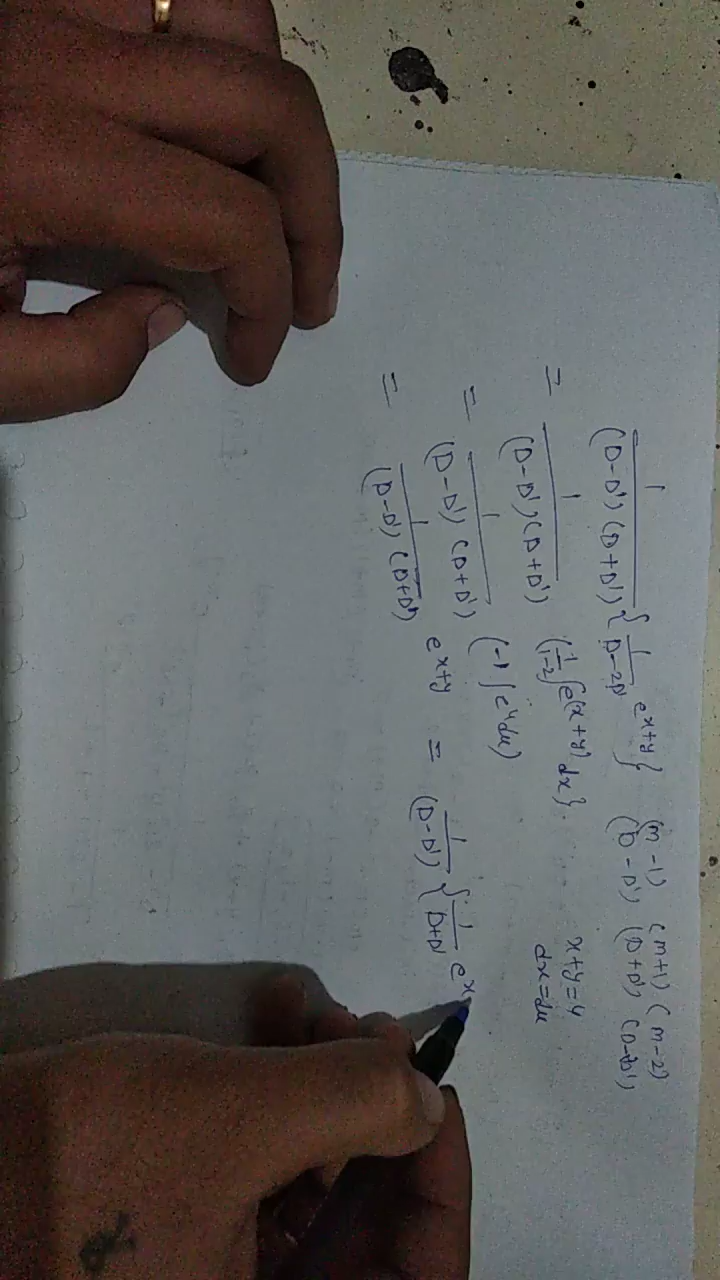 1/((D-D')(D+D')) { 1/(D-2D') e^{x+y} } (m-1) (m+1) (m-2)
(D-D') (D+D') (D-2D')
= 1/((D-D')(D+D')) { 1/(1-2) ∫ e^(x+y) dx } x+y=u
dx=du
= 1/((D-D')(D+D')) (-1 ∫ e^u du)
= 1/((D-D')(D+D')) e^{x+y} = 1/(D-D') { 1/(D+D') e^x